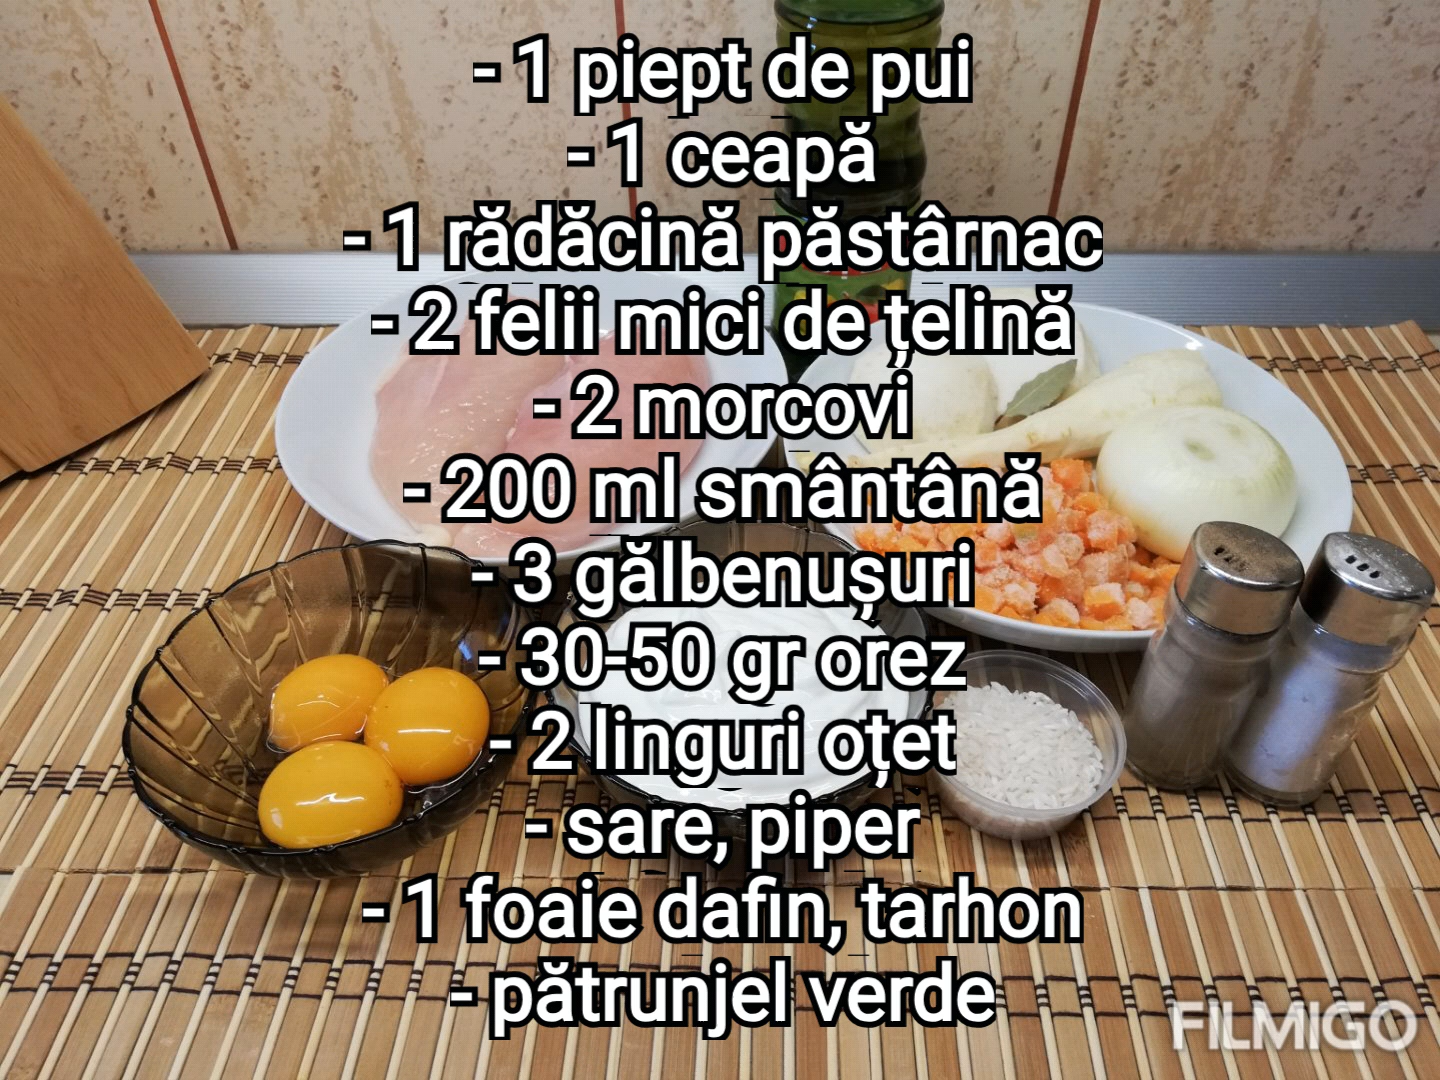 - 1 piept de pui
- 1 ceapă
- 1 rădăcină păstârnac
- 2 felii mici de țelină
- 2 morcovi
- 200 ml smântână
- 3 gălbenușuri
- 30-50 gr orez
- 2 linguri oțet
- sare, piper
- 1 foaie dafin, tarhon
- pătrunjel verde
FILMIGO